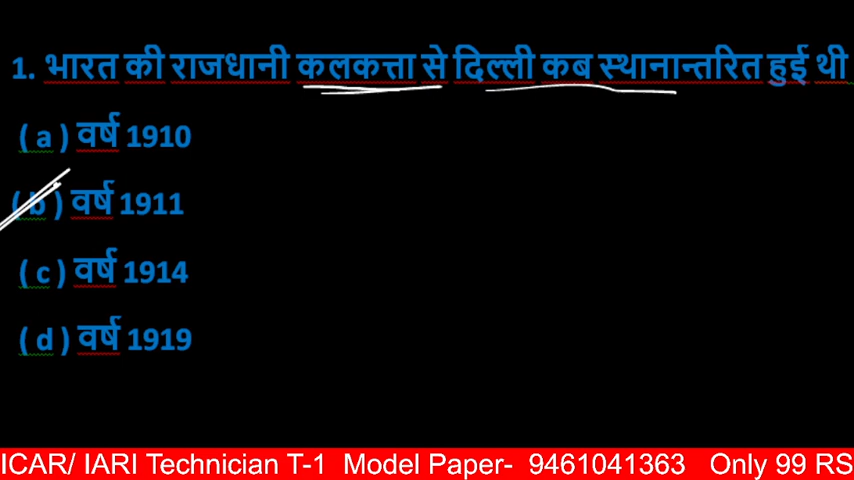 1. भारत की राजधानी कलकत्ता से दिल्ली कब स्थानान्तरित हुई थी
( a ) वर्ष 1910
( b ) वर्ष 1911
( c ) वर्ष 1914
( d ) वर्ष 1919
ICAR/ IARI Technician T-1 Model Paper- 9461041363 Only 99 RS